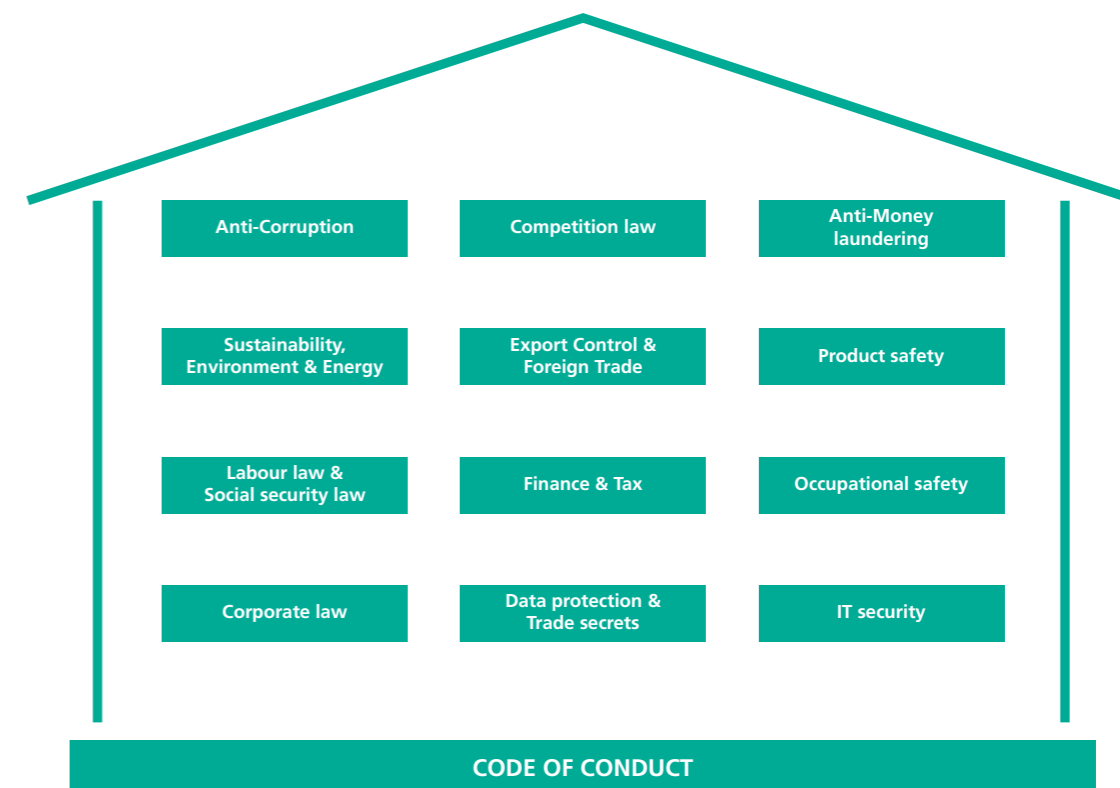 Anti-Corruption
Competition law
Anti-Money
laundering
Sustainability,
Environment & Energy
Export Control &
Foreign Trade
Product safety
Labour law &
Social security law
Finance & Tax
Occupational safety
Corporate law
Data protection &
Trade secrets
IT security
CODE OF CONDUCT